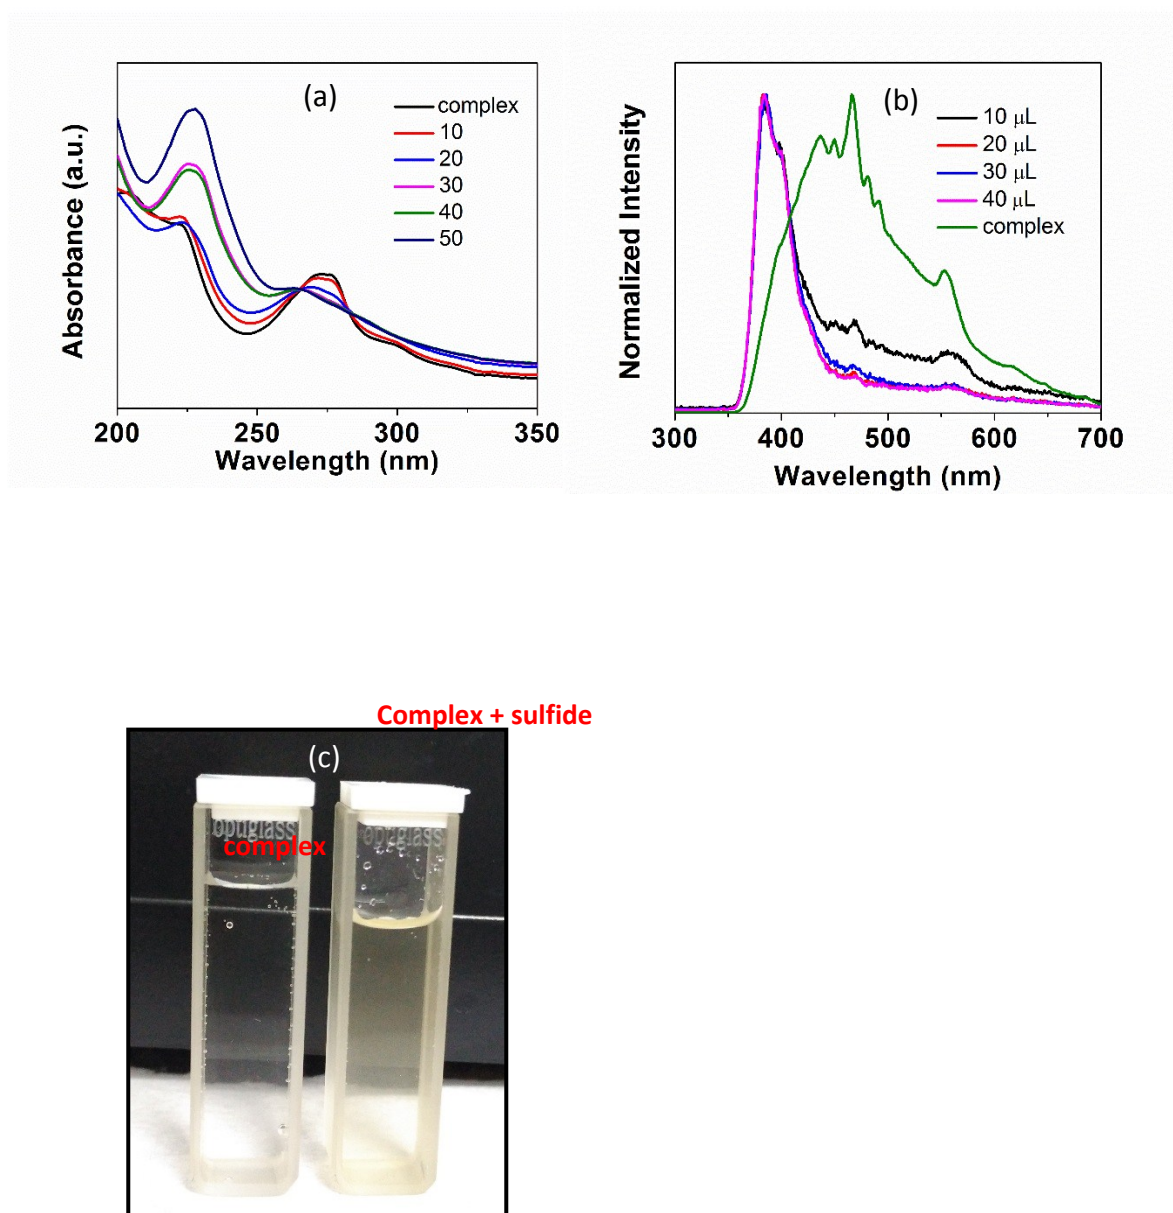 (a)
complex
10
20
30
40
50
Absorbance (a.u.)
200 250 300 350
Wavelength (nm)
(b)
10 μL
20 μL
30 μL
40 μL
complex
Normalized Intensity
300 400 500 600 700
Wavelength (nm)
Complex + sulfide
(c)
optiglass optiglass
complex